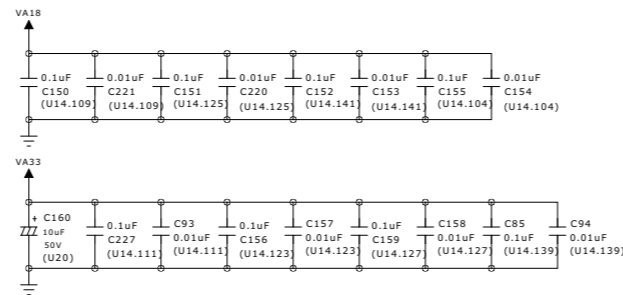 VA18
0.1uF 0.01uF 0.1uF 0.01uF 0.1uF 0.01uF 0.1uF 0.01uF
C150 C221 C151 C220 C152 C153 C155 C154
(U14.109) (U14.109) (U14.125) (U14.125) (U14.141) (U14.141) (U14.104) (U14.104)
VA33
+ C160 0.1uF C93 0.1uF C157 0.1uF C158 C85 C94
10uF C227 0.01uF C156 0.01uF C159 0.01uF 0.1uF 0.01uF
50V (U14.111) (U14.111) (U14.123) (U14.123) (U14.127) (U14.127) (U14.139) (U14.139)
(U20)